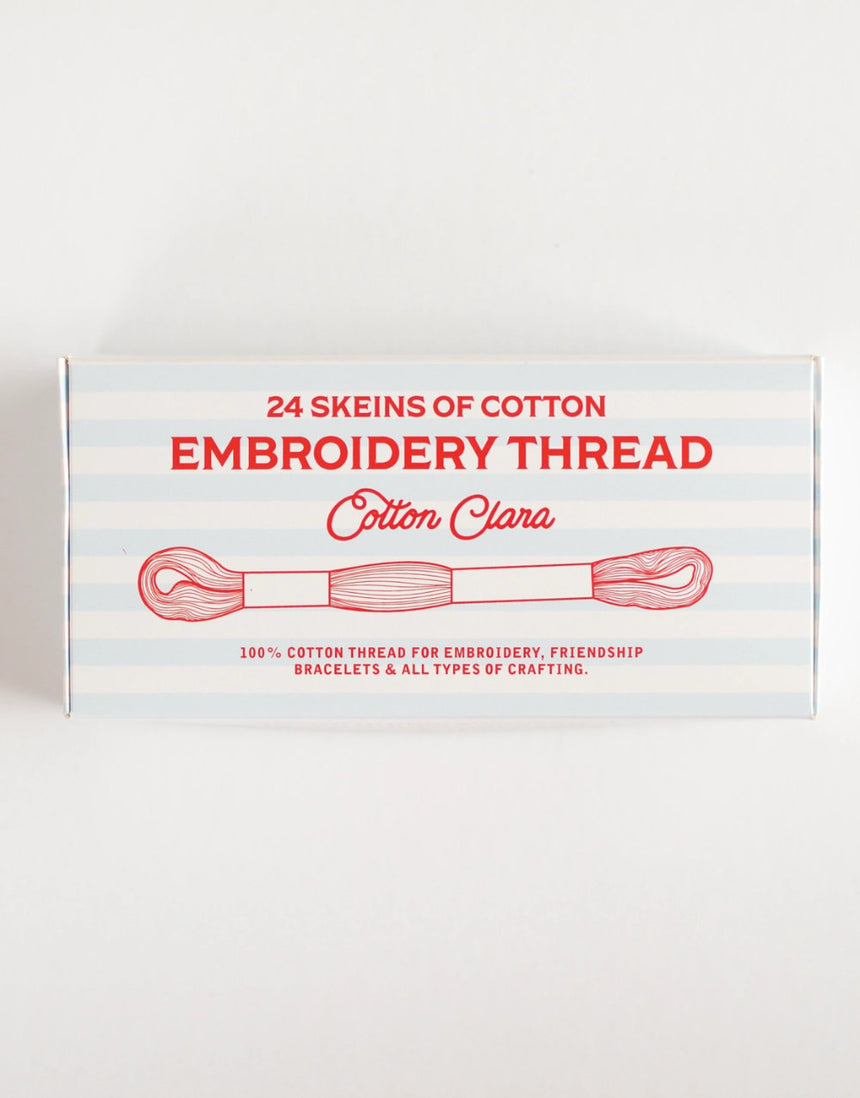 24 SKEINS OF COTTON
EMBROIDERY THREAD
Cotton Clara
100% COTTON THREAD FOR EMBROIDERY, FRIENDSHIP
BRACELETS & ALL TYPES OF CRAFTING.